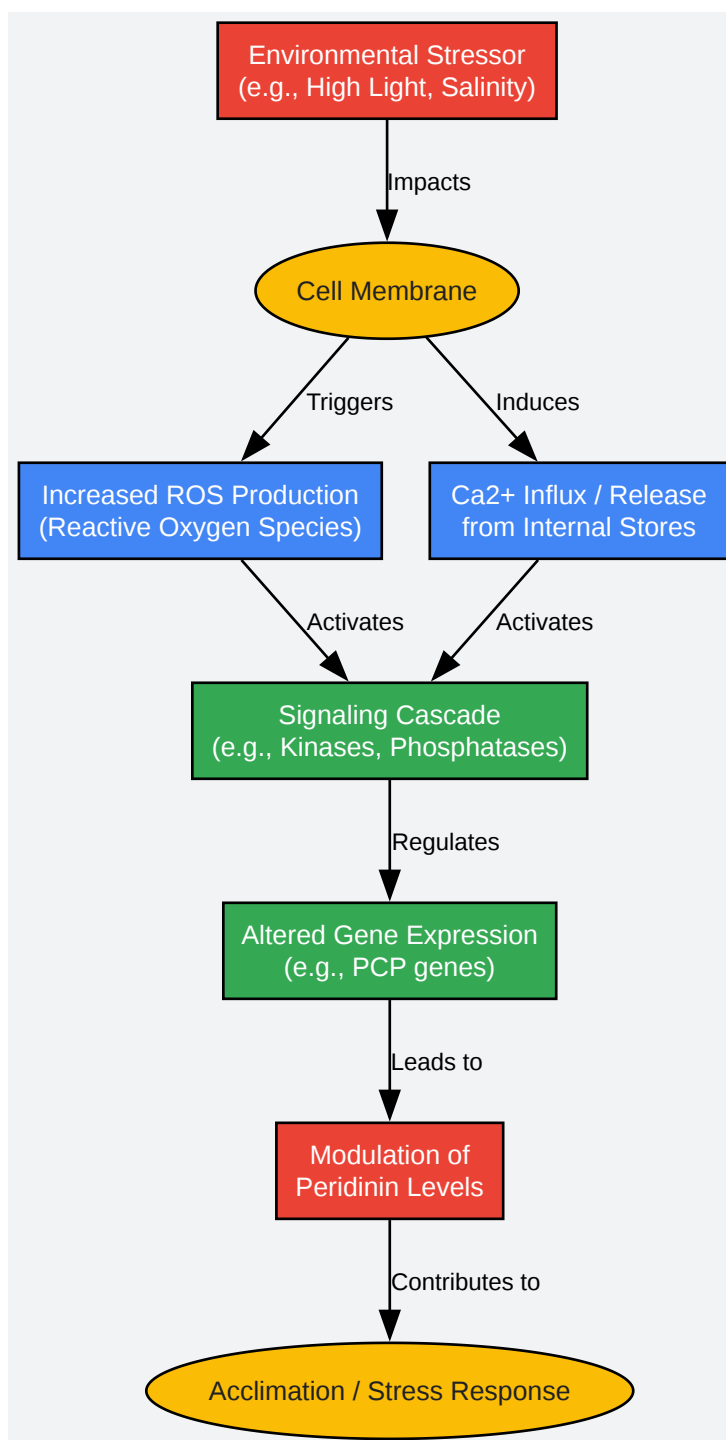 Environmental Stressor
(e.g., High Light, Salinity)
Impacts
Cell Membrane
Triggers
Induces
Increased ROS Production
(Reactive Oxygen Species)
Ca2+ Influx / Release
from Internal Stores
Activates
Activates
Signaling Cascade
(e.g., Kinases, Phosphatases)
Regulates
Altered Gene Expression
(e.g., PCP genes)
Leads to
Modulation of
Peridinin Levels
Contributes to
Acclimation / Stress Response